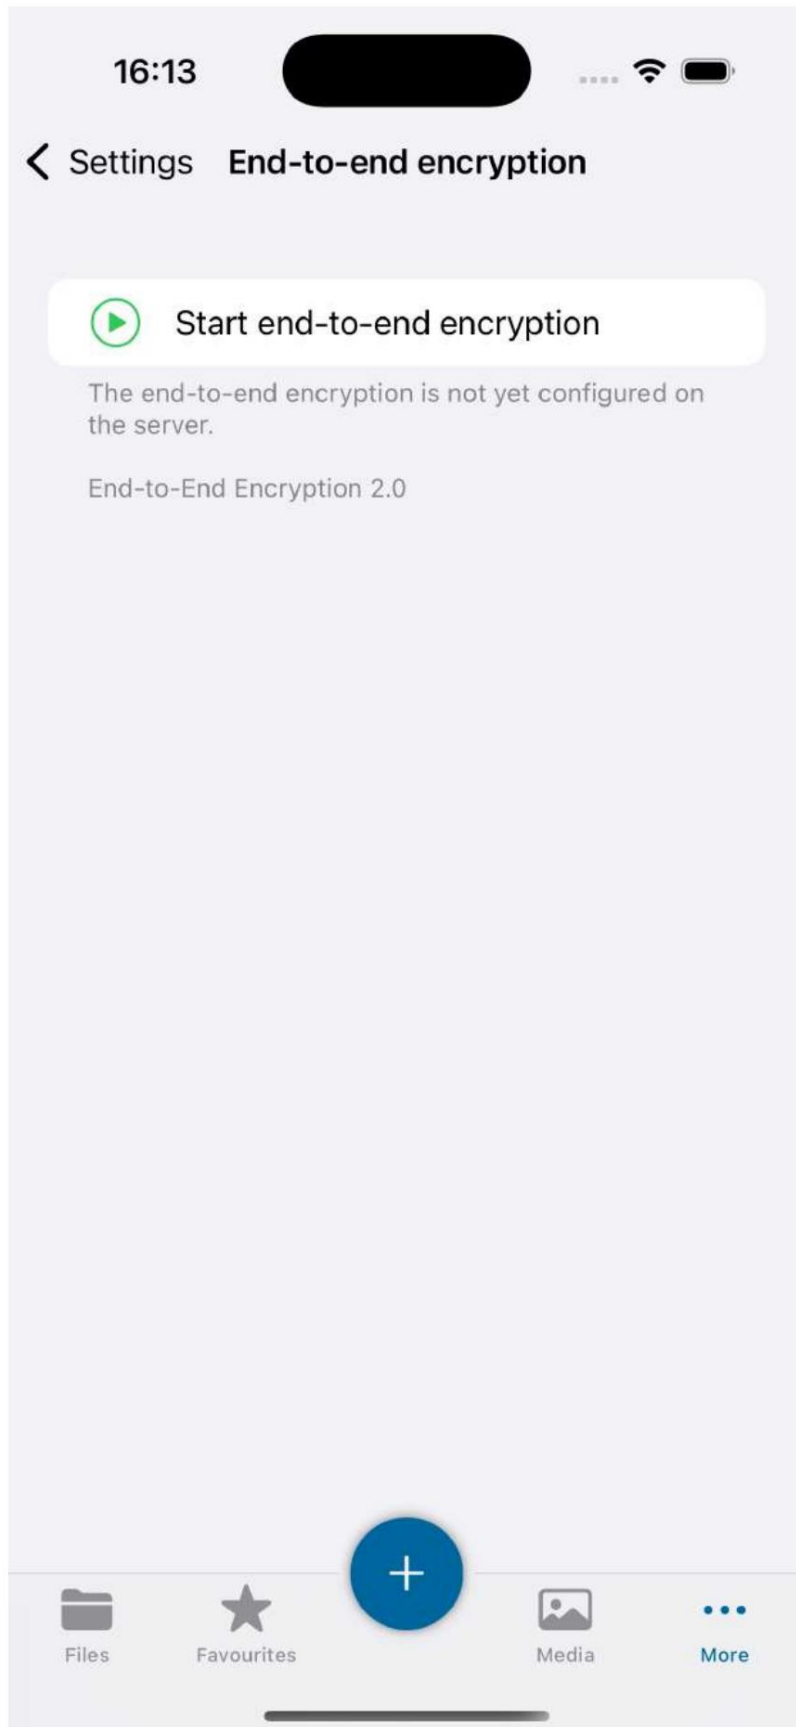 16:13
Settings End-to-end encryption
Start end-to-end encryption
The end-to-end encryption is not yet configured on
the server.
End-to-End Encryption 2.0
Files Favourites Media More